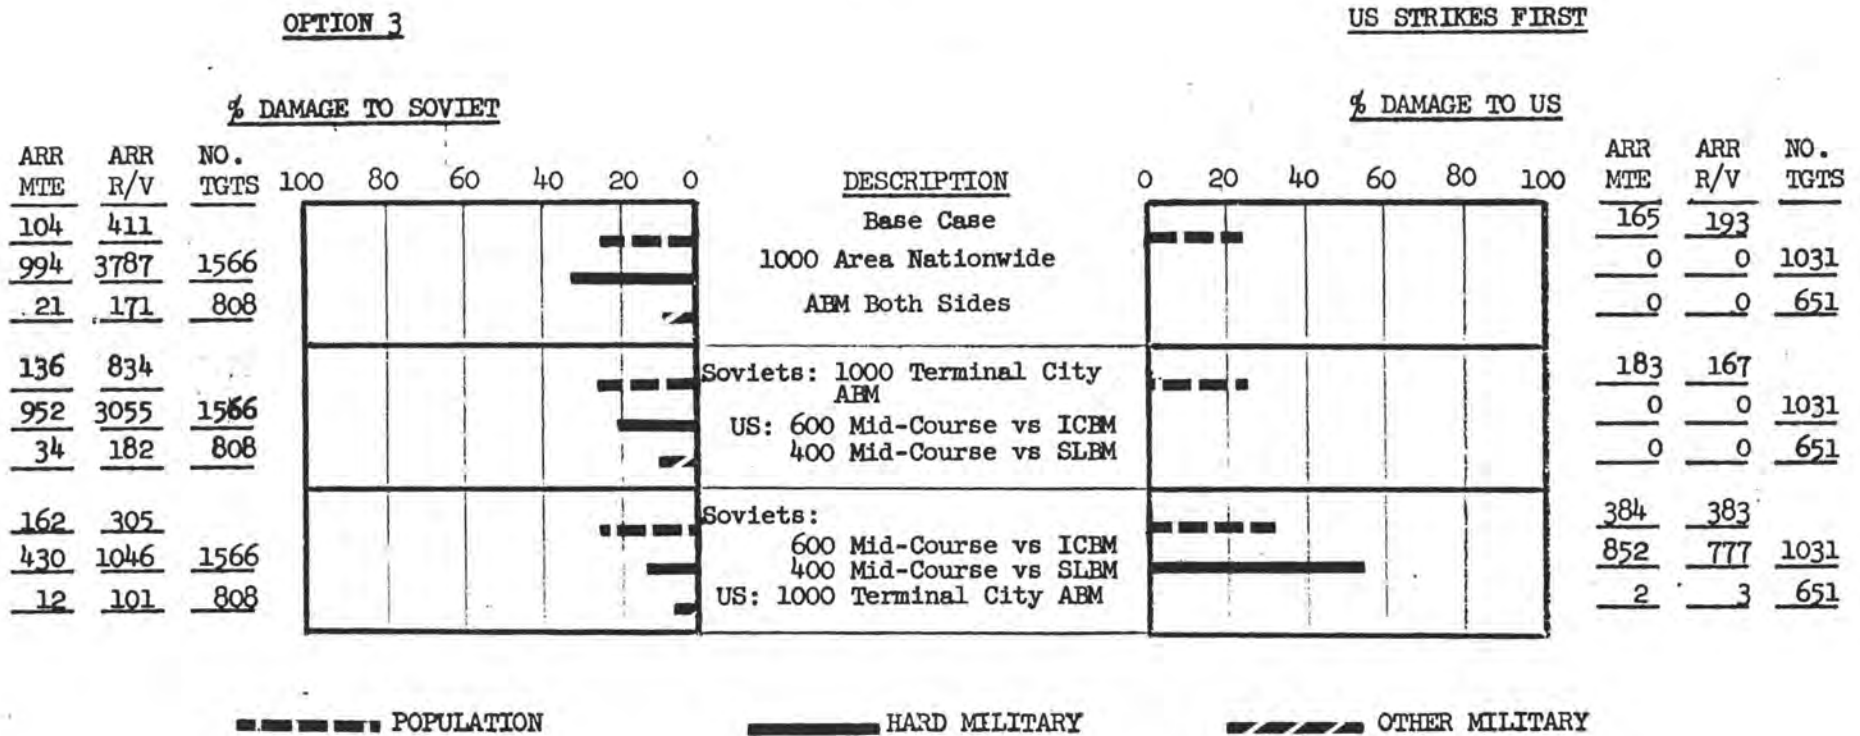 OPTION 3
US STRIKES FIRST
% DAMAGE TO SOVIET
% DAMAGE TO US
ARR ARR NO.
MTE R/V TGTS 100 80 60 40 20 0
DESCRIPTION
0 20 40 60 80 100
ARR ARR NO.
MTE R/V TGTS
104 411
994 3787 1566
21 171 808
Base Case
1000 Area Nationwide
ABM Both Sides
165 193
0 0 1031
0 0 651
136 834
952 3055 1566
34 182 808
Soviets: 1000 Terminal City
ABM
US: 600 Mid-Course vs ICBM
400 Mid-Course vs SLBM
183 167
0 0 1031
0 0 651
162 305
430 1046 1566
12 101 808
Soviets:
600 Mid-Course vs ICBM
400 Mid-Course vs SLBM
US: 1000 Terminal City ABM
384 383
852 777 1031
2 3 651
POPULATION
HARD MILITARY
OTHER MILITARY